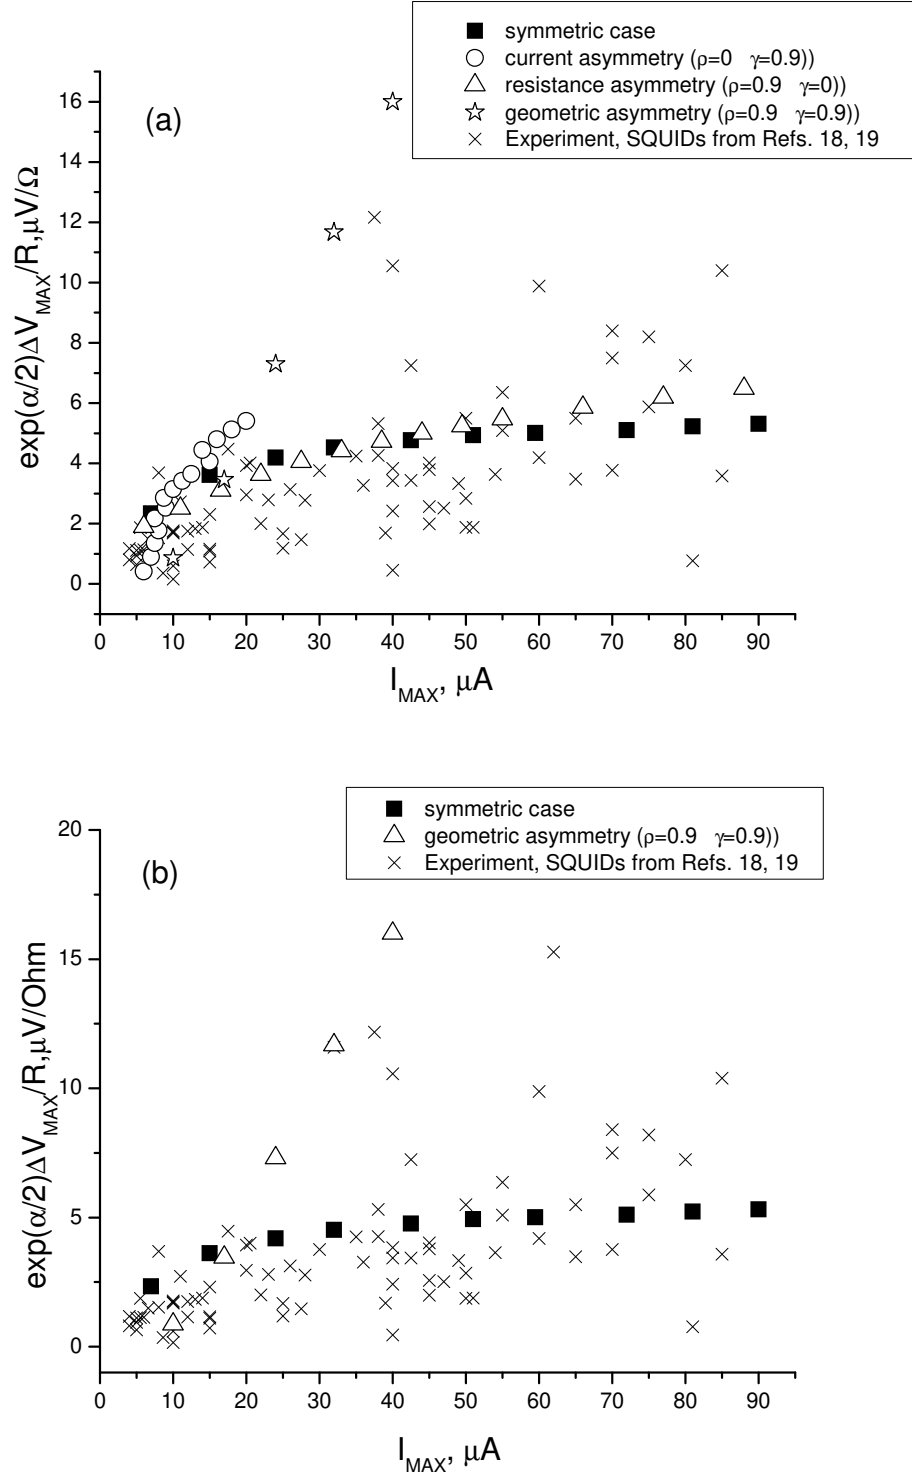 symmetric case
current asymmetry (ρ=0 γ=0.9))
resistance asymmetry (ρ=0.9 γ=0))
geometric asymmetry (ρ=0.9 γ=0.9))
Experiment, SQUIDs from Refs. 18, 19
(a)
exp(α/2)ΔV_MAX/R,μV/Ω
16
14
12
10
8
6
4
2
0
0 10 20 30 40 50 60 70 80 90
I_MAX, μA
symmetric case
geometric asymmetry (ρ=0.9 γ=0.9))
Experiment, SQUIDs from Refs. 18, 19
(b)
exp(α/2)ΔV_MAX/R,μV/Ohm
20
15
10
5
0
0 10 20 30 40 50 60 70 80 90
I_MAX, μA